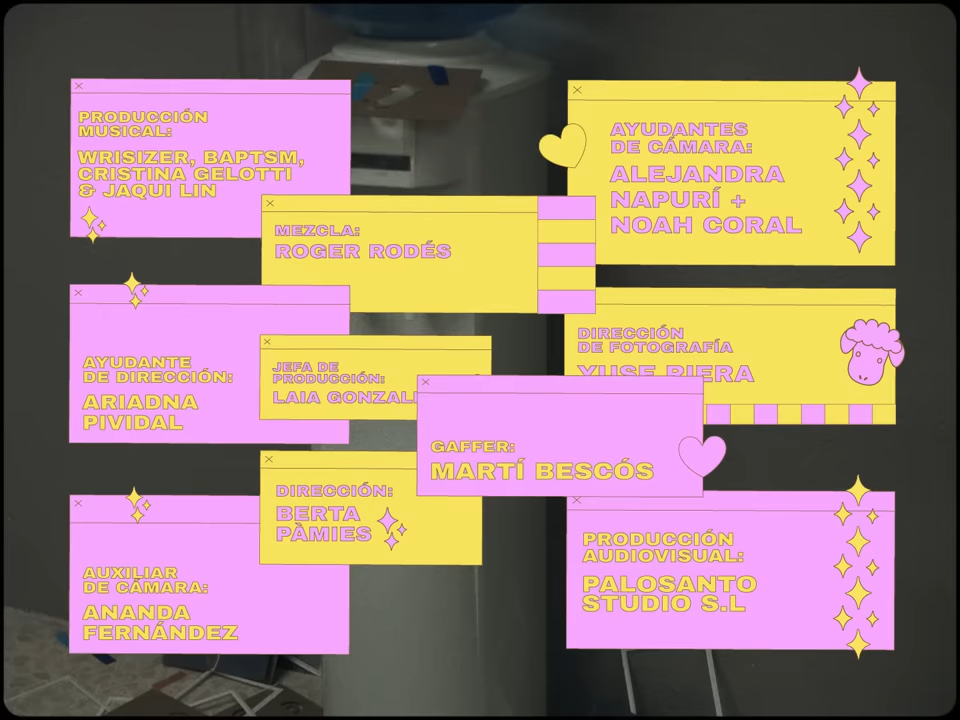 PRODUCCIÓN
MUSICAL:
WRISIZER, BAPTSM,
CRISTINA GELOTTI
& JAQUI LIN
MEZCLA:
ROGER RODÉS
AYUDANTES
DE CÁMARA:
ALEJANDRA
NAPURÍ +
NOAH CORAL
AYUDANTE
DE DIRECCIÓN:
ARIADNA
PIVIDAL
JEFA DE
PRODUCCIÓN:
LAIA
DIRECCIÓN
DE FOTOGRAFÍA
YUSE RIERA
GAFFER:
MARTÍ BESCÓS
DIRECCIÓN:
BERTA
PÀMIES
AUXILIAR
DE CÁMARA:
ANANDA
FERNÁNDEZ
PRODUCCIÓN
AUDIOVISUAL:
PALOSANTO
STUDIO S.L